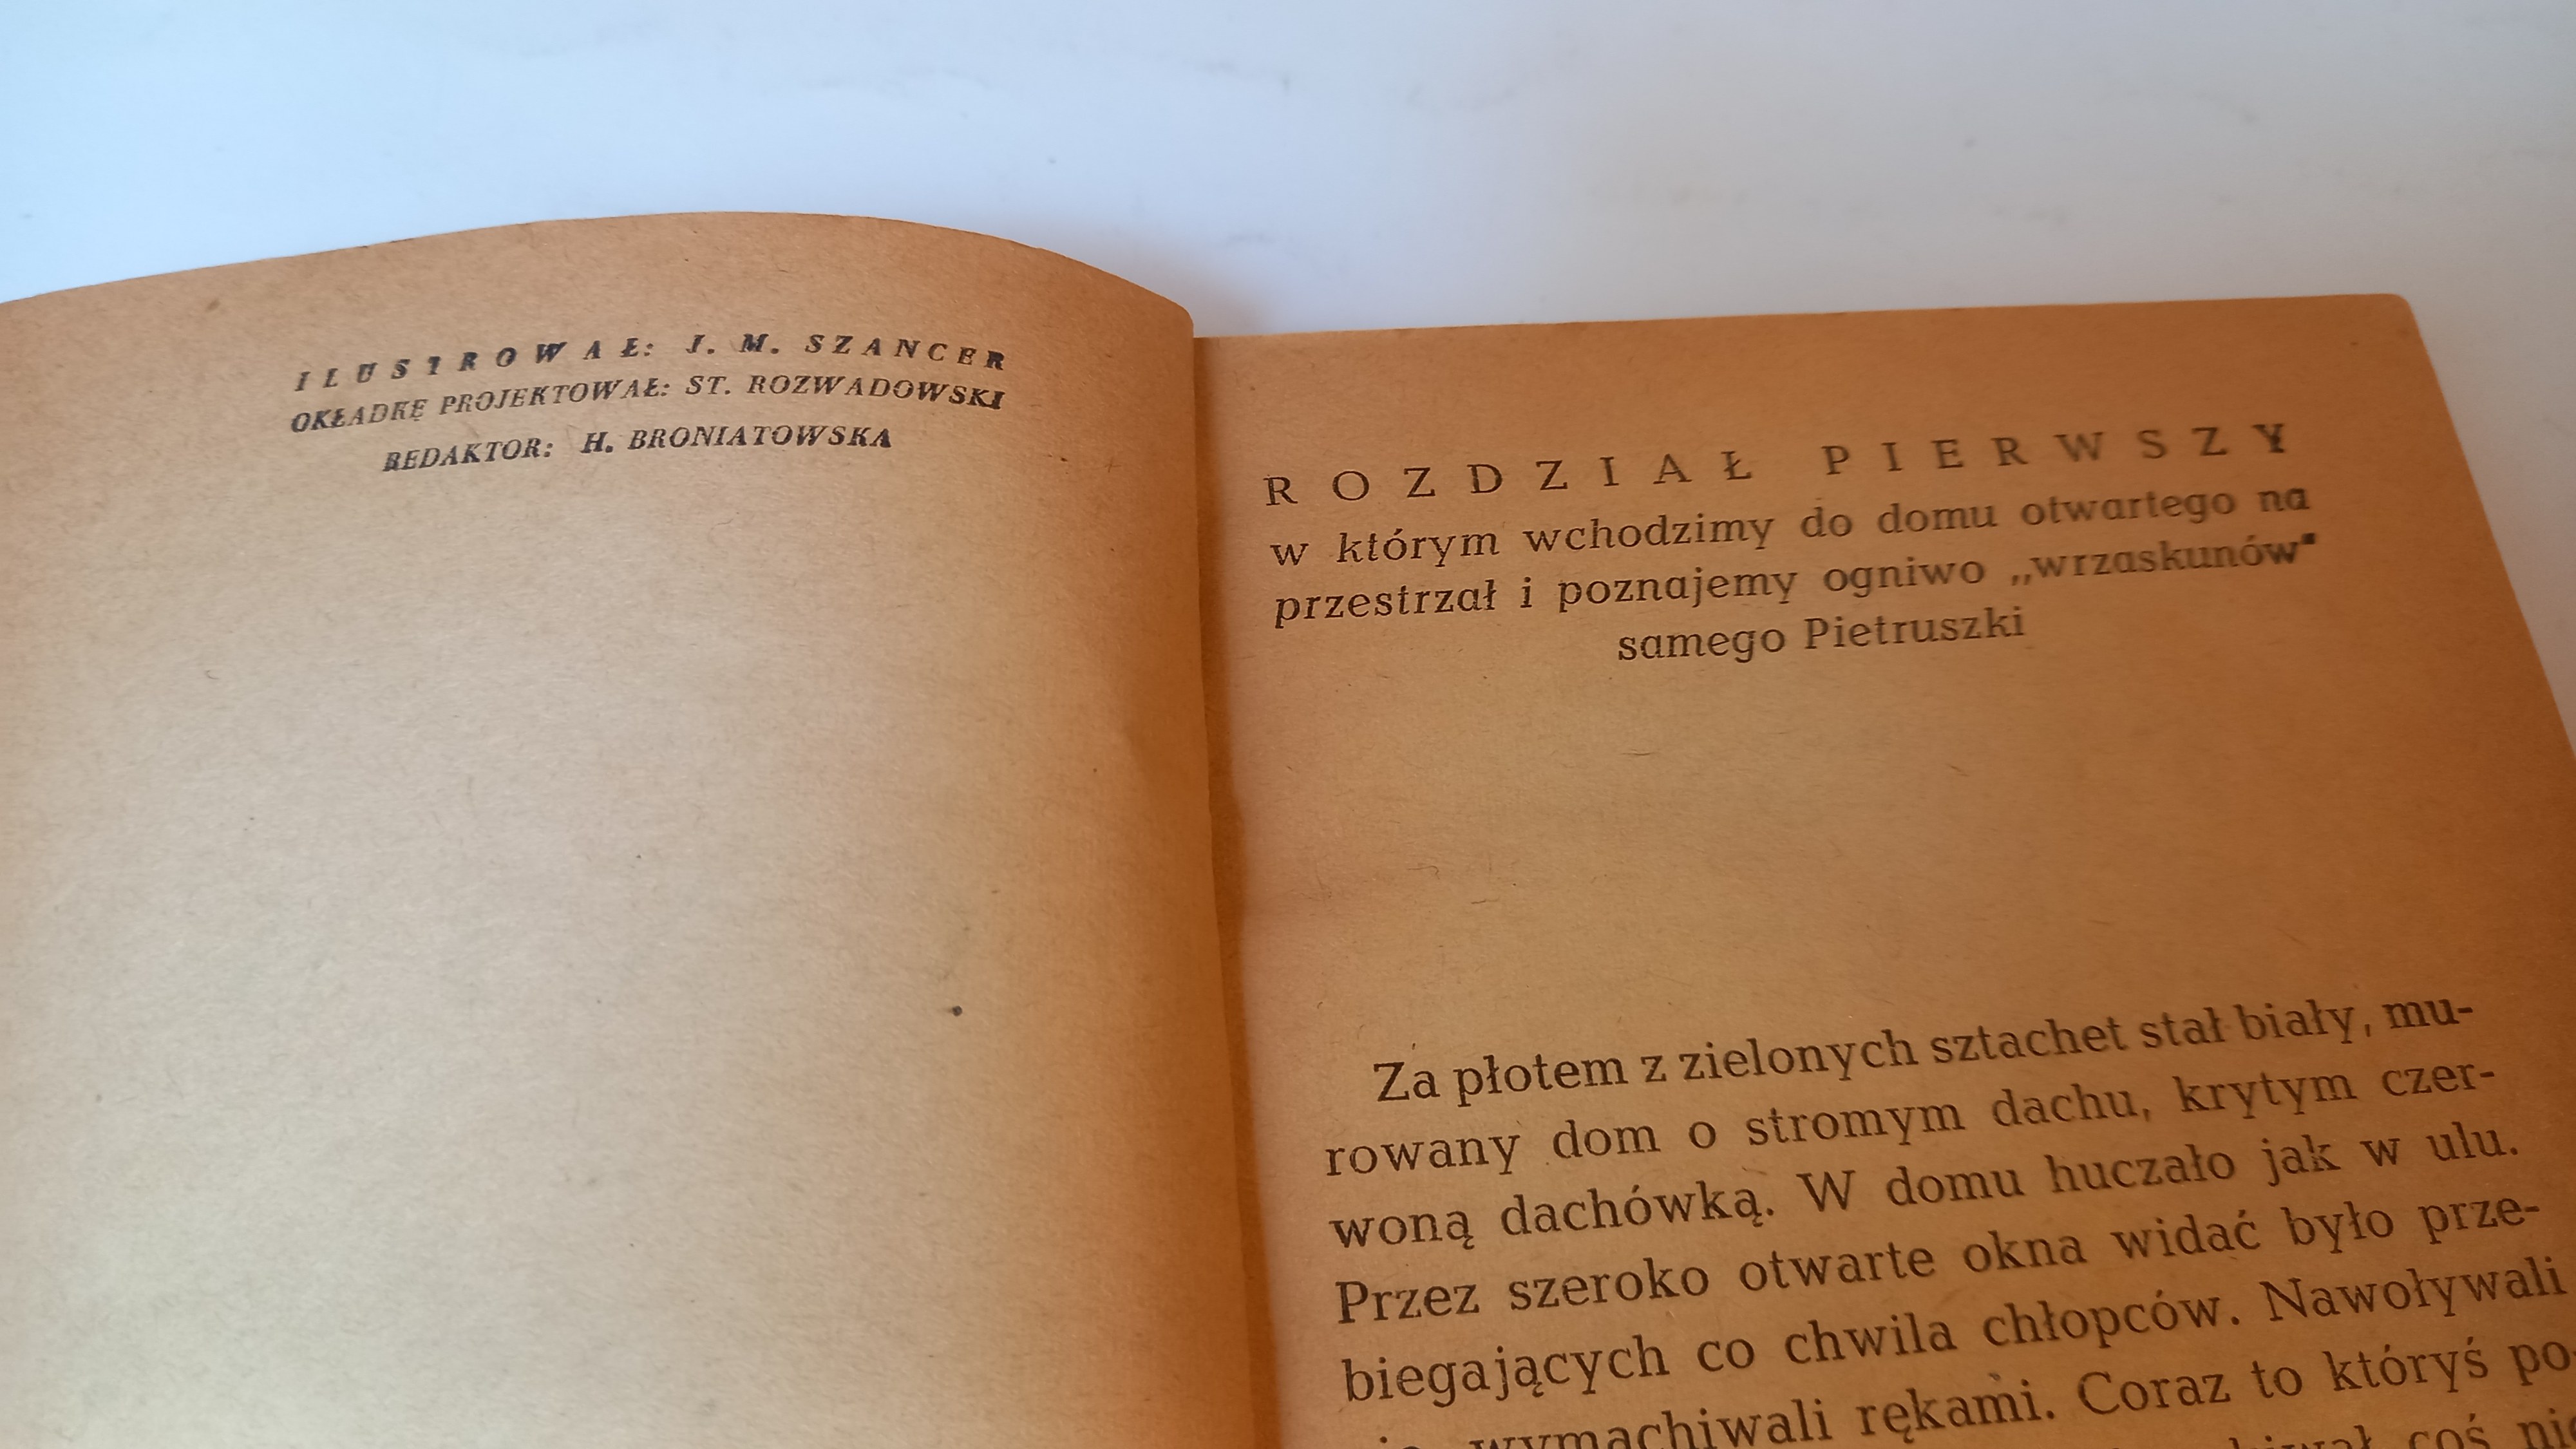 ILUSTROWAŁ: J. M. SZANCER
OKŁADKĘ PROJEKTOWAŁ: ST. ROZWADOWSKI
REDAKTOR: H. BRONIATOWSKA
ROZDZIAŁ PIERWSZY
w którym wchodzimy do domu otwartego na
przestrzał i poznajemy ogniwo „wrzaskunów"
samego Pietruszki
Za płotem z zielonych sztachet stał biały, mu-
rowany dom o stromym dachu, krytym czer-
woną dachówką. W domu huczało jak w ulu.
Przez szeroko otwarte okna widać było prze-
biegających co chwila chłopców. Nawoływali
wymachiwali rękami. Coraz to któryś po-
coś